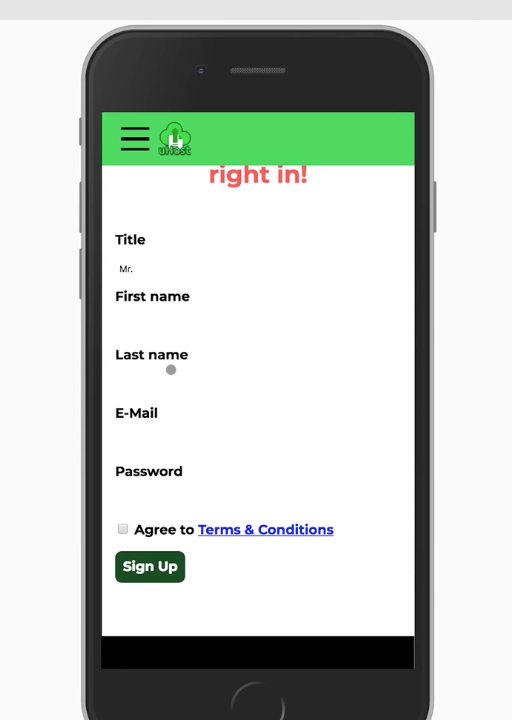 uHost
right in!
Title
Mr.
First name
Last name
E-Mail
Password
Agree to Terms & Conditions
Sign Up